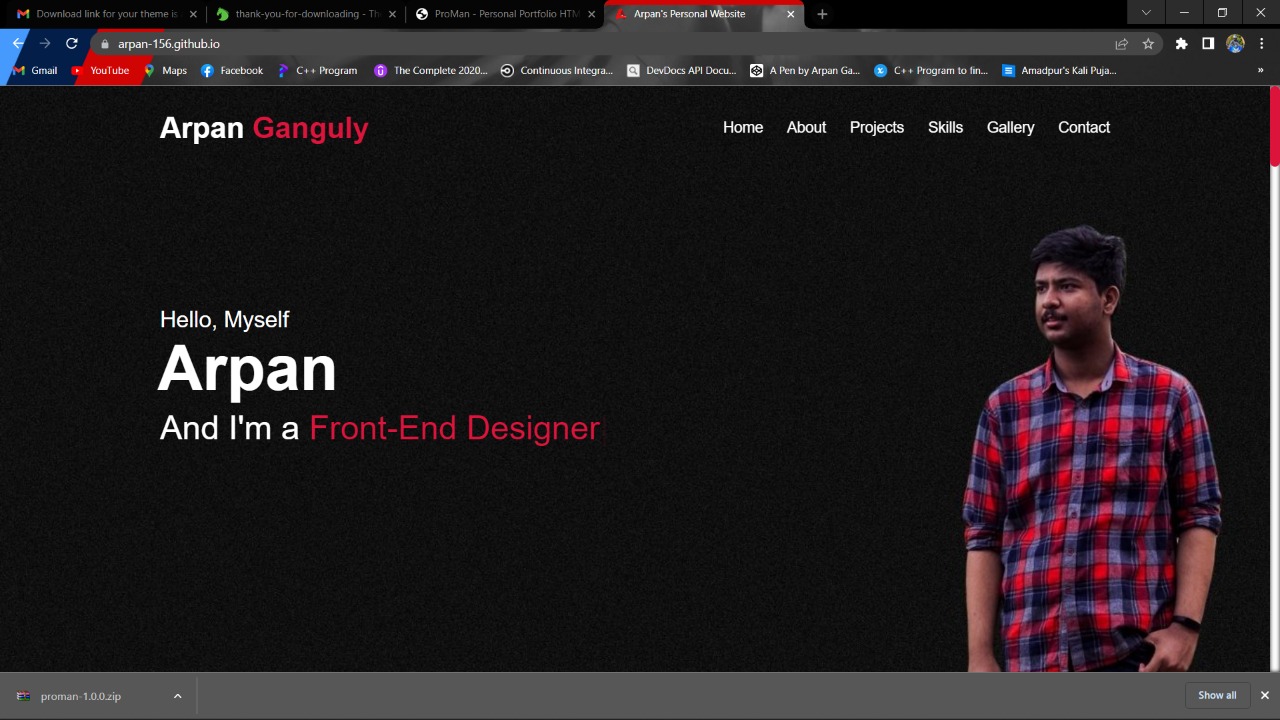 Download link for your theme is
thank-you-for-downloading - Th
ProMan - Personal Portfolio HTM
Arpan's Personal Website
arpan-156.github.io
Gmail
YouTube
Maps
Facebook
C++ Program
The Complete 2020...
Continuous Integra...
DevDocs API Docu...
A Pen by Arpan Ga...
C++ Program to fin...
Amadpur's Kali Puja...
»
Arpan Ganguly
Home About Projects Skills Gallery Contact
Hello, Myself
Arpan
And I'm a Front-End Designer
proman-1.0.0.zip
Show all